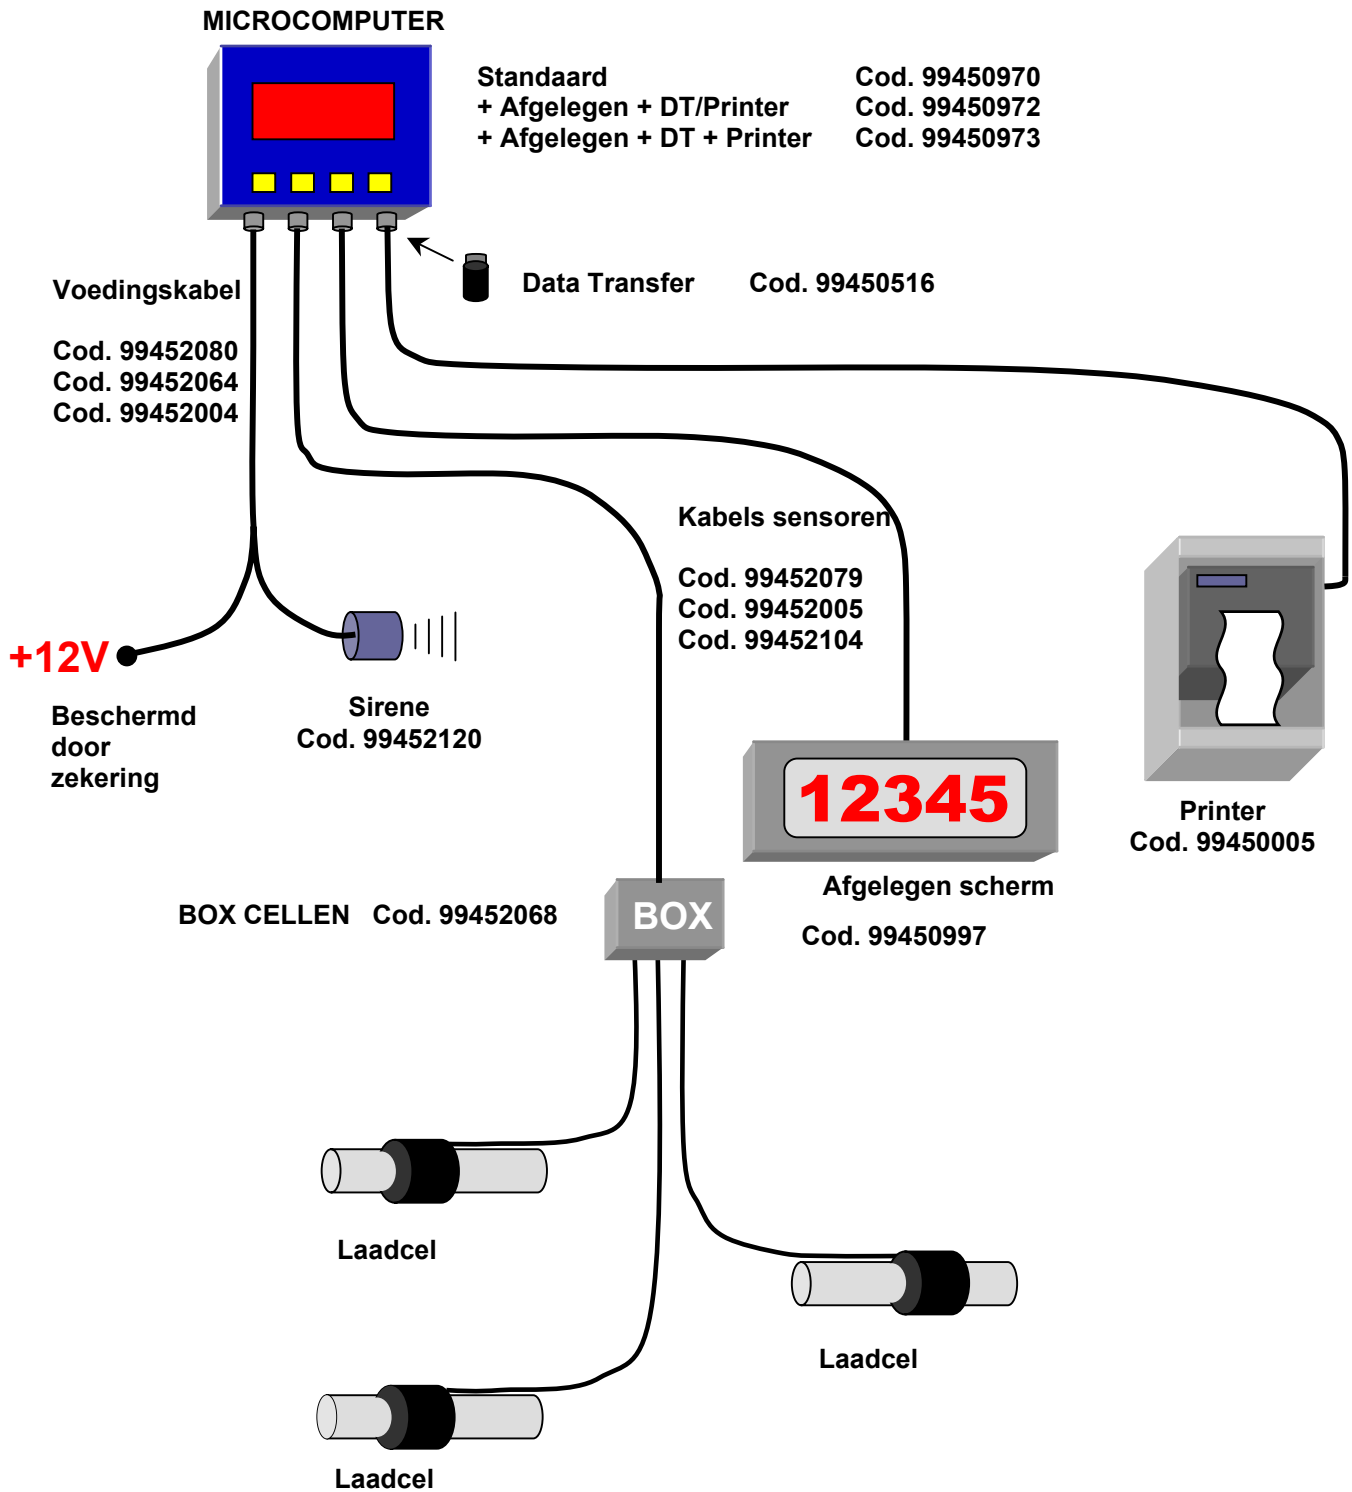 MICROCOMPUTER
Standaard Cod. 99450970
+ Afgelegen + DT/Printer Cod. 99450972
+ Afgelegen + DT + Printer Cod. 99450973
Data Transfer Cod. 99450516
Voedingskabel
Cod. 99452080
Cod. 99452064
Cod. 99452004
Kabels sensoren
Cod. 99452079
Cod. 99452005
Cod. 99452104
+12V
Beschermd
door
zekering
Sirene
Cod. 99452120
12345
Printer
Cod. 99450005
Afgelegen scherm
Cod. 99450997
BOX CELLEN Cod. 99452068
BOX
Laadcel
Laadcel
Laadcel